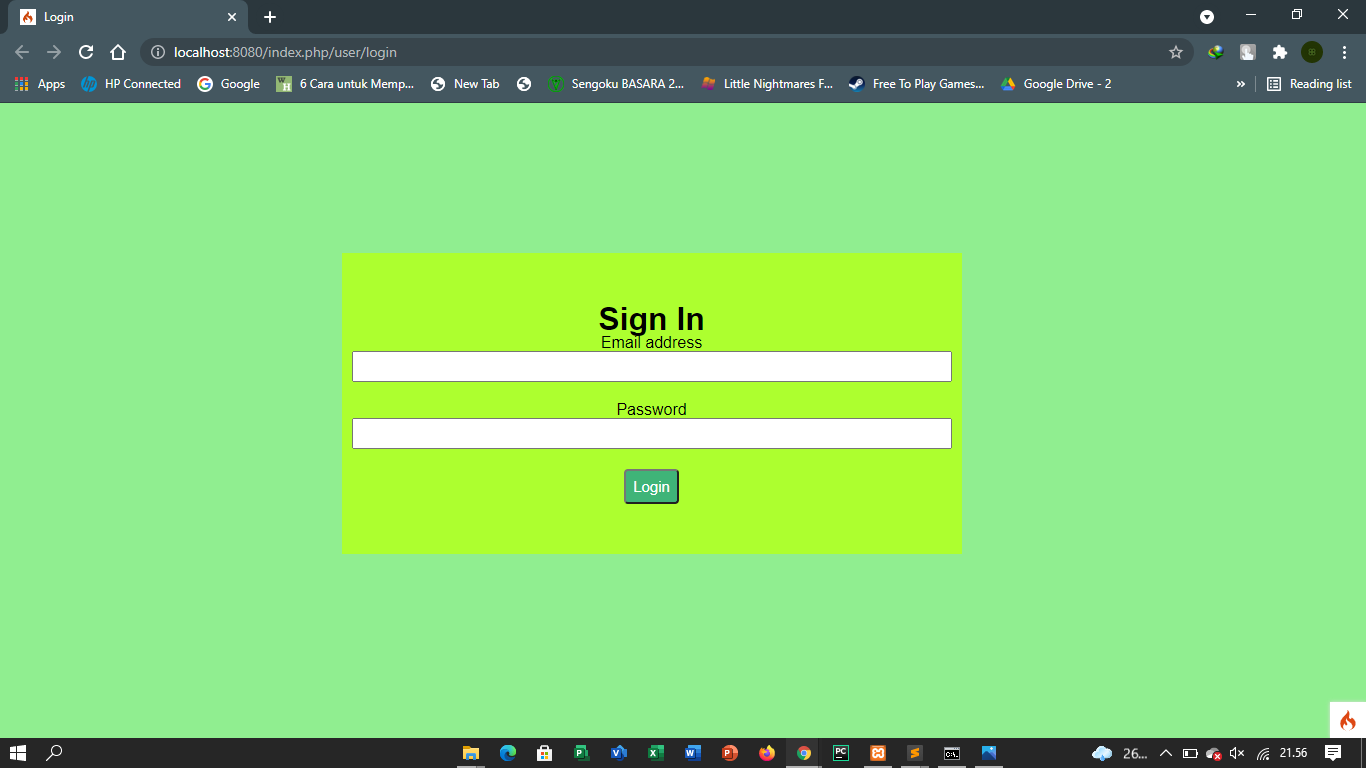 Login
localhost:8080/index.php/user/login
Apps HP Connected Google 6 Cara untuk Memp... New Tab Sengoku BASARA 2... Little Nightmares F... Free To Play Games... Google Drive - 2 » Reading list
Sign In
Email address
Password
Login
26... 21.56